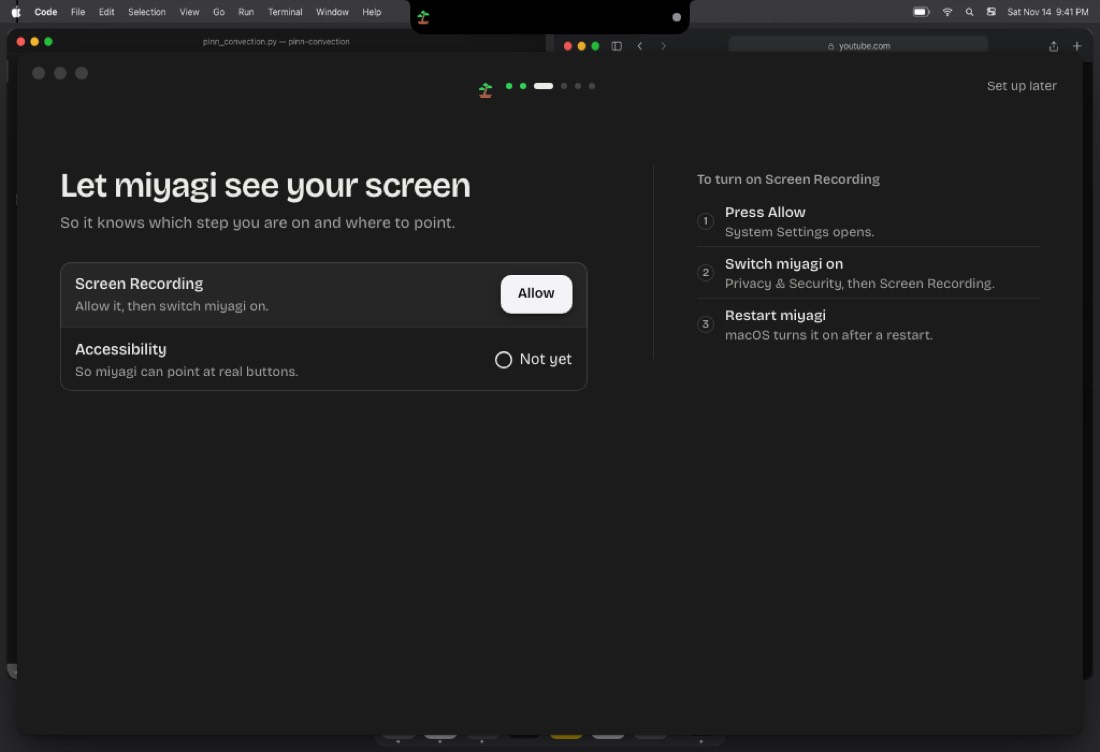 Code File Edit Selection View Go Run Terminal Window Help
Sat Nov 14 9:41 PM
pinn_convection.py — pinn-convection
youtube.com
Set up later
Let miyagi see your screen
So it knows which step you are on and where to point.
Screen Recording
Allow it, then switch miyagi on.
Allow
Accessibility
So miyagi can point at real buttons.
Not yet
To turn on Screen Recording
1
Press Allow
System Settings opens.
2
Switch miyagi on
Privacy & Security, then Screen Recording.
3
Restart miyagi
macOS turns it on after a restart.